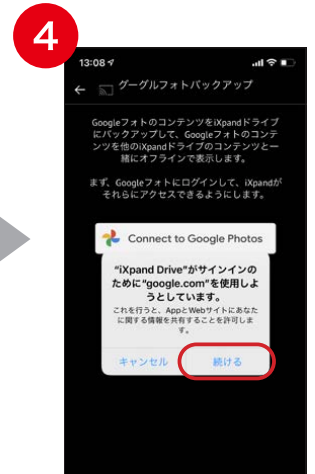 4
13:08
グーグルフォトバックアップ
GoogleフォトのコンテンツをiXpandドライブ
にバックアップして、Googleフォトのコンテ
ンツを他のiXpandドライブのコンテンツと一
緒にオフラインで表示します。
まず、Googleフォトにログインして、iXpandが
それらにアクセスできるようにします。
Connect to Google Photos
“iXpand Drive”がサインインの
ために“google.com”を使用しよ
うとしています。
これを行うと、AppとWebサイトにあなた
に関する情報を共有することを許可しま
す。
キャンセル
続ける